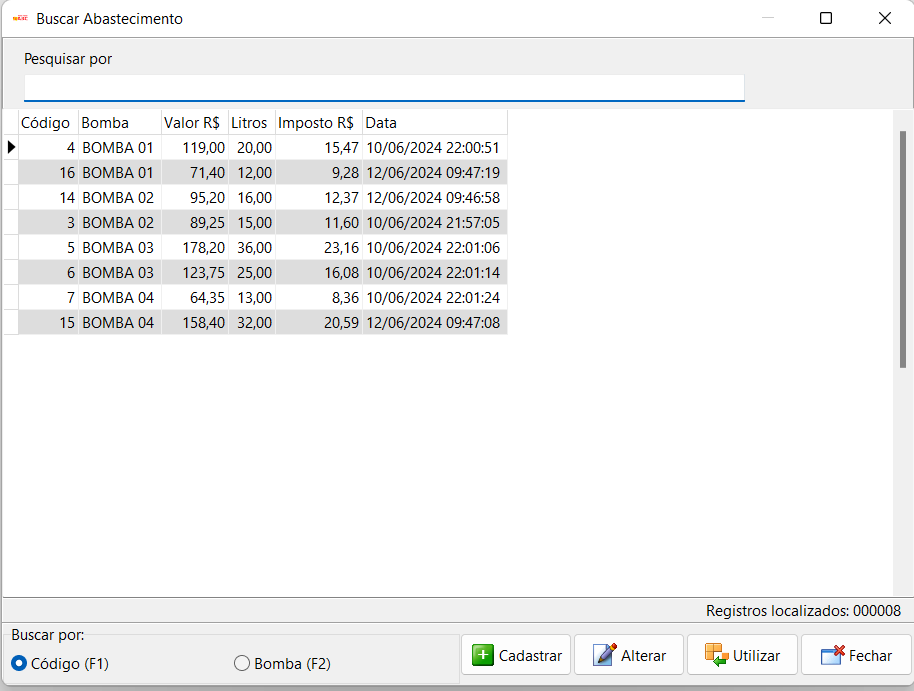 Buscar Abastecimento
Pesquisar por
Código Bomba Valor R$ Litros Imposto R$ Data
4 BOMBA 01 119,00 20,00 15,47 10/06/2024 22:00:51
16 BOMBA 01 71,40 12,00 9,28 12/06/2024 09:47:19
14 BOMBA 02 95,20 16,00 12,37 12/06/2024 09:46:58
3 BOMBA 02 89,25 15,00 11,60 10/06/2024 21:57:05
5 BOMBA 03 178,20 36,00 23,16 10/06/2024 22:01:06
6 BOMBA 03 123,75 25,00 16,08 10/06/2024 22:01:14
7 BOMBA 04 64,35 13,00 8,36 10/06/2024 22:01:24
15 BOMBA 04 158,40 32,00 20,59 12/06/2024 09:47:08
Registros localizados: 000008
Buscar por:
Código (F1) Bomba (F2) Cadastrar Alterar Utilizar Fechar